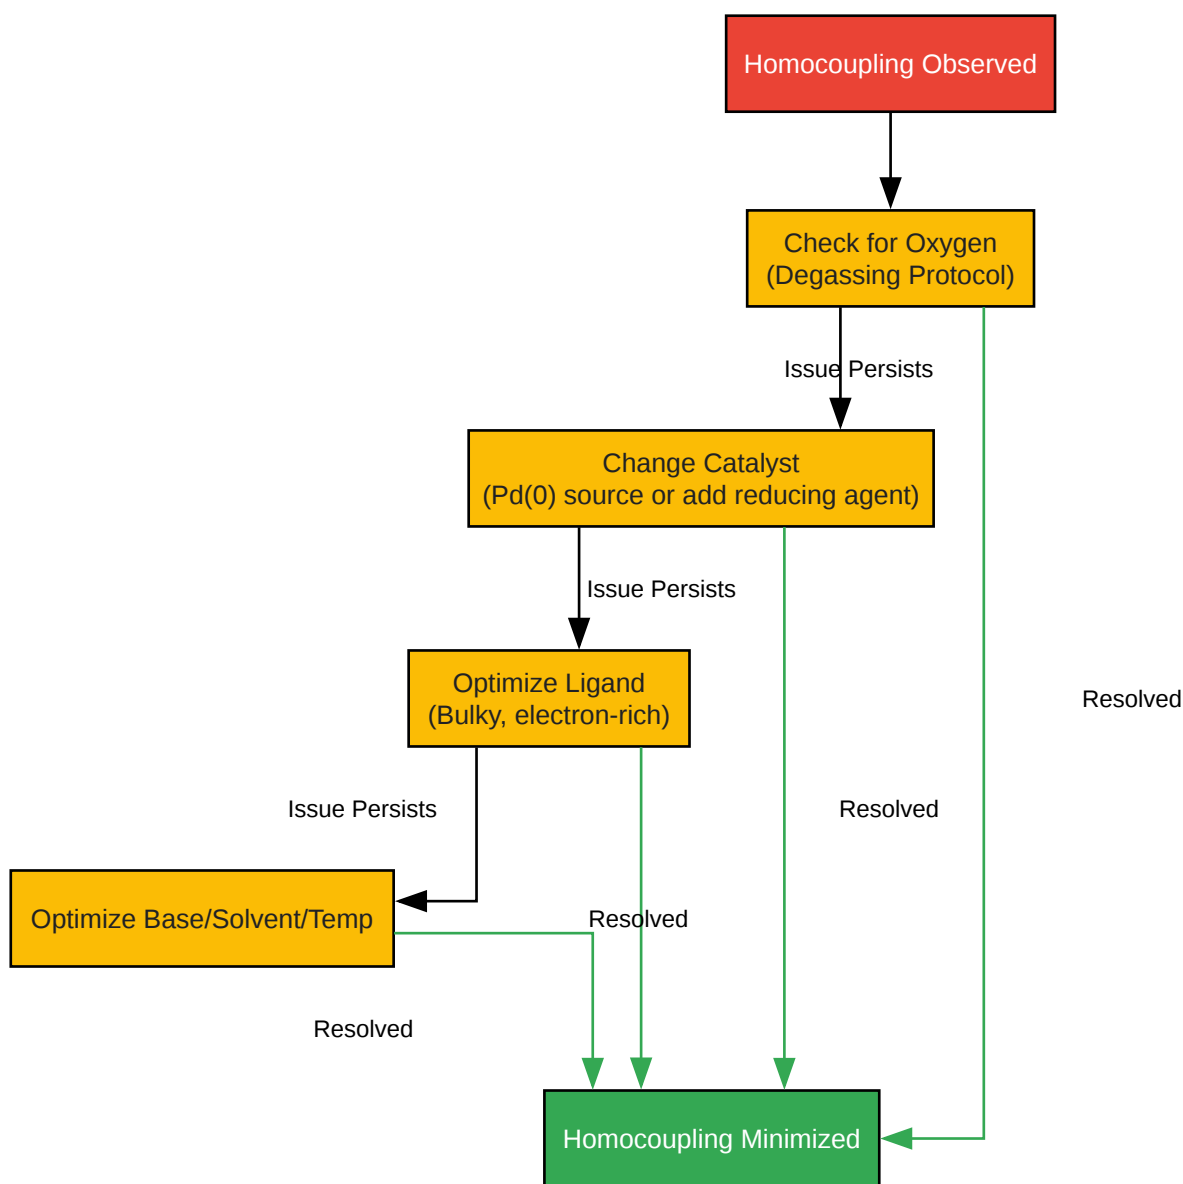 Homocoupling Observed
Check for Oxygen
(Degassing Protocol)
Issue Persists
Change Catalyst
(Pd(0) source or add reducing agent)
Issue Persists
Optimize Ligand
(Bulky, electron-rich)
Resolved
Issue Persists
Resolved
Optimize Base/Solvent/Temp
Resolved
Resolved
Homocoupling Minimized